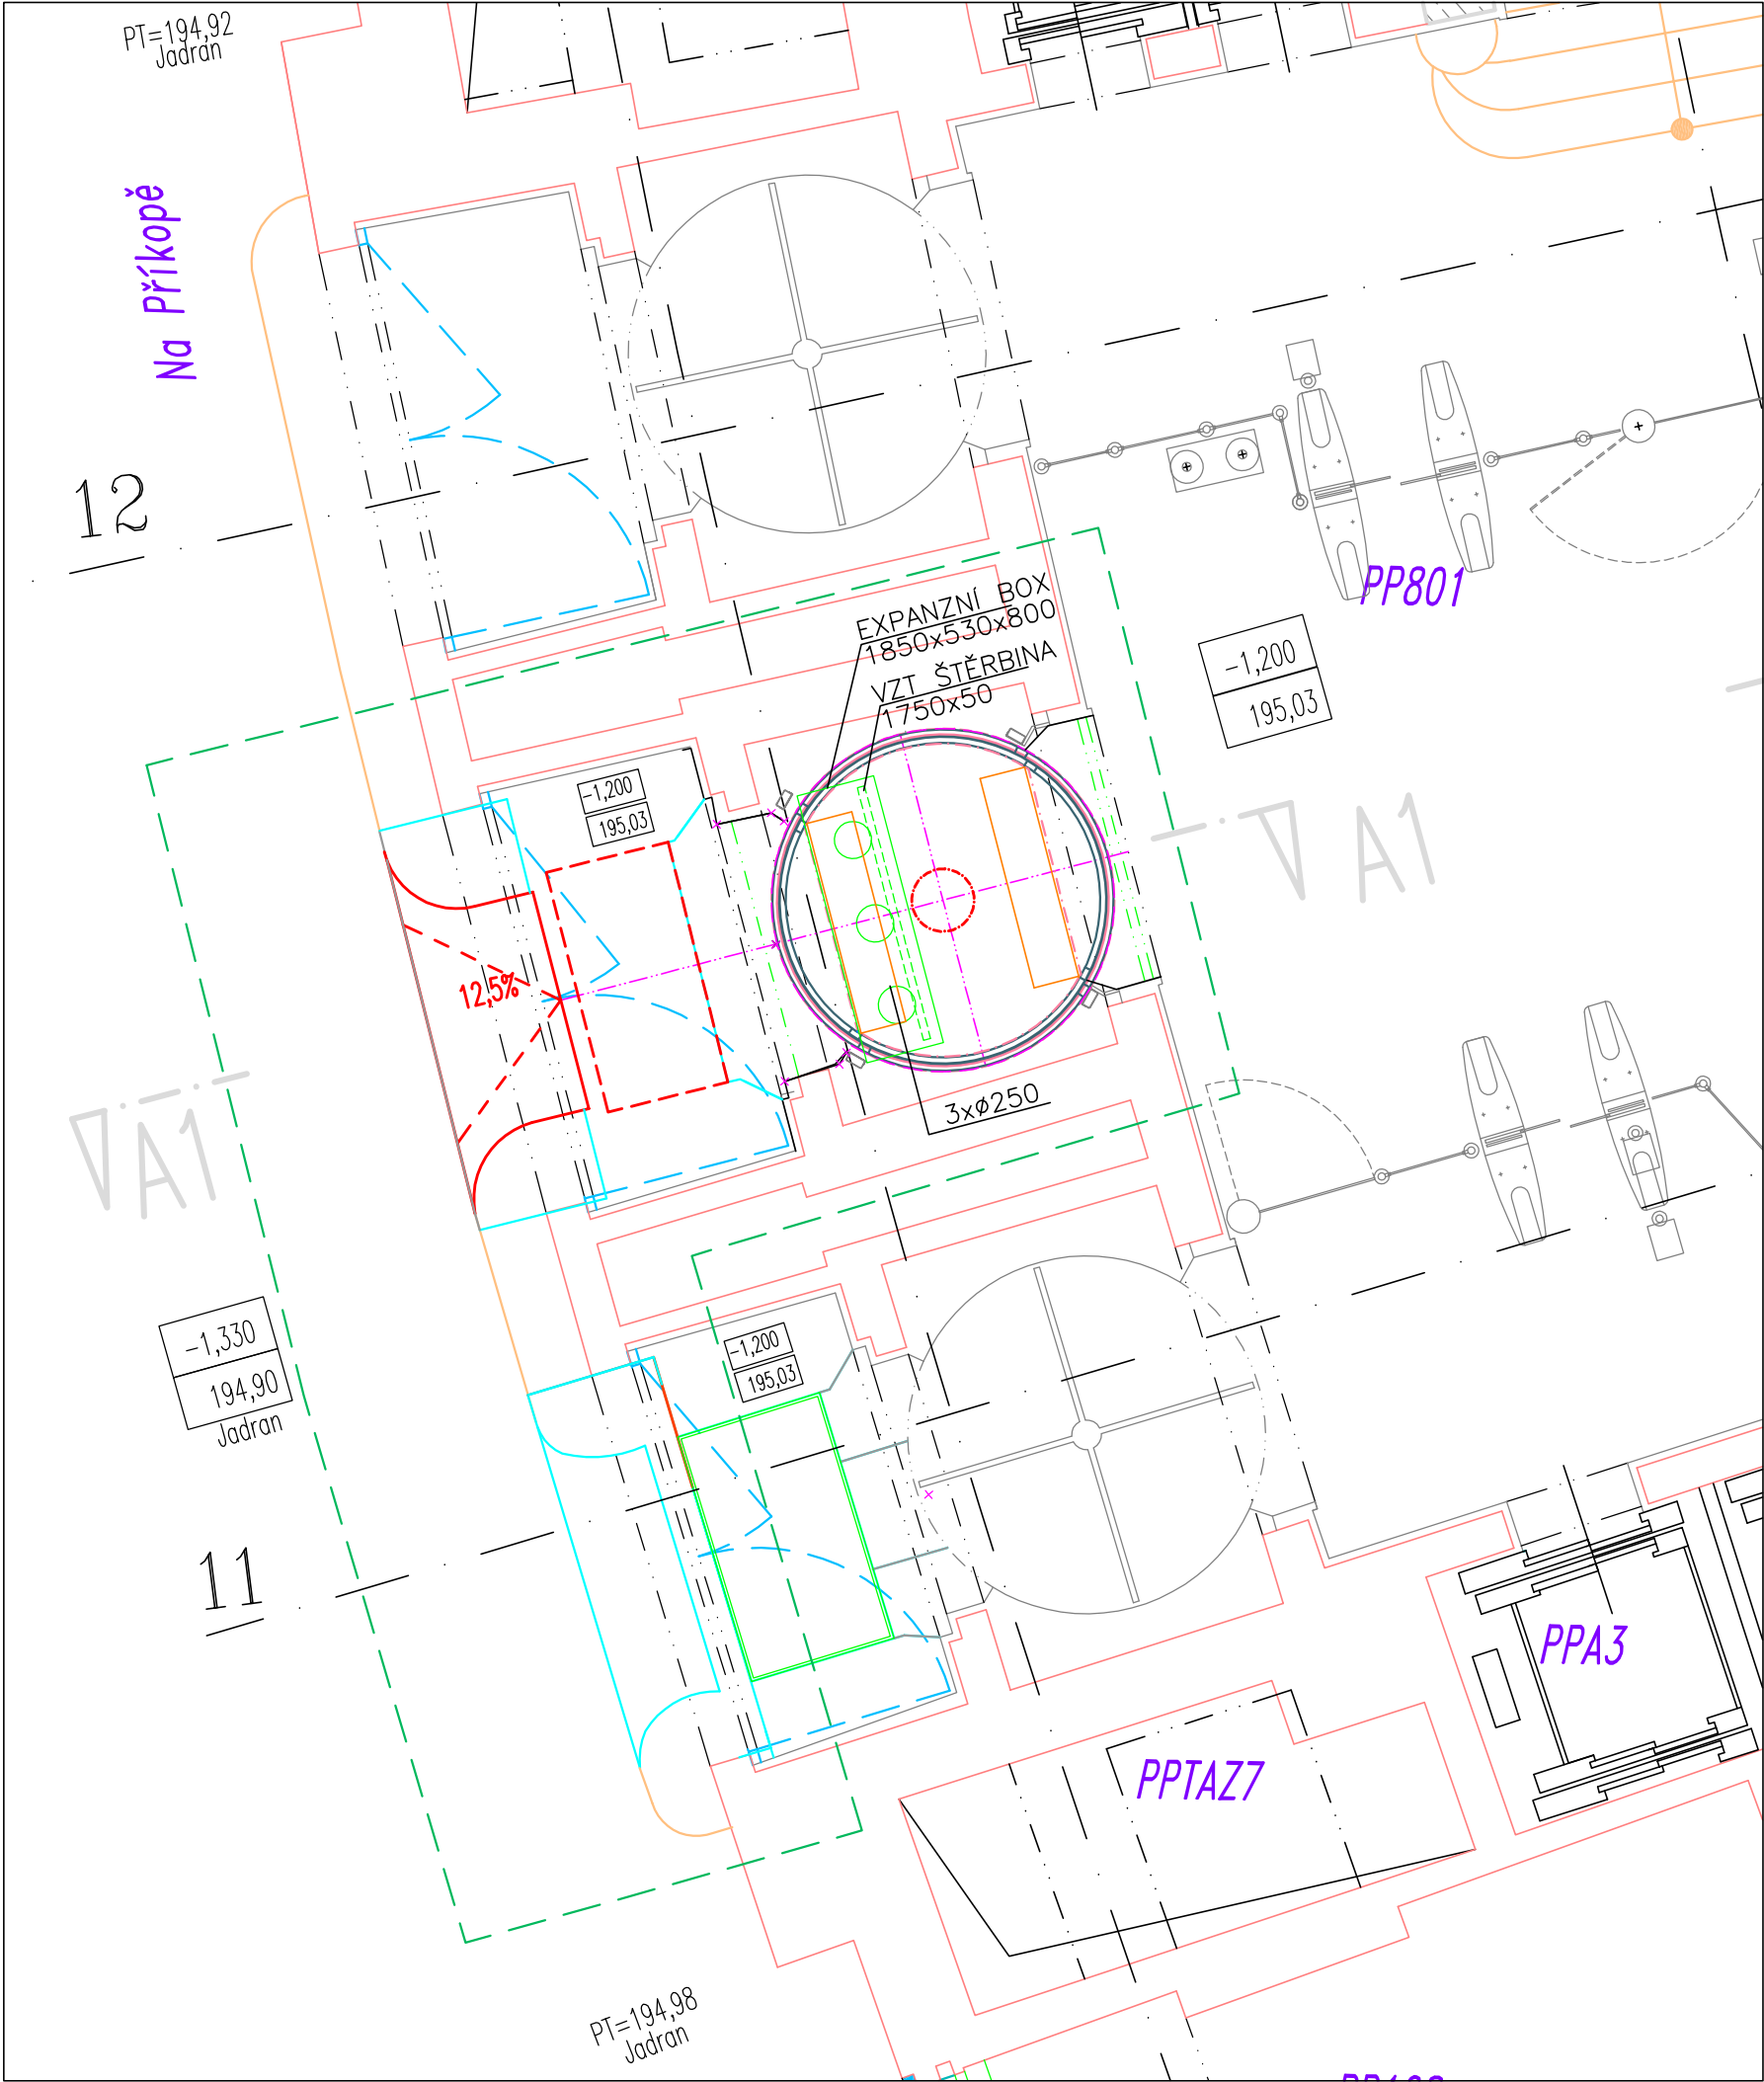 PT=194,92
Jadran
Na Příkopě
12
PP801
EXPANZNÍ BOX
1850x530x800
VZT ŠTĚRBINA
1750x50
-1,200
195,03
-1,200
195,03
A1
12,5%
3xø250
A1
-1,330
194,90
Jadran
-1,200
195,03
11
PPA3
PPTAZ7
PT=194,98
Jadran